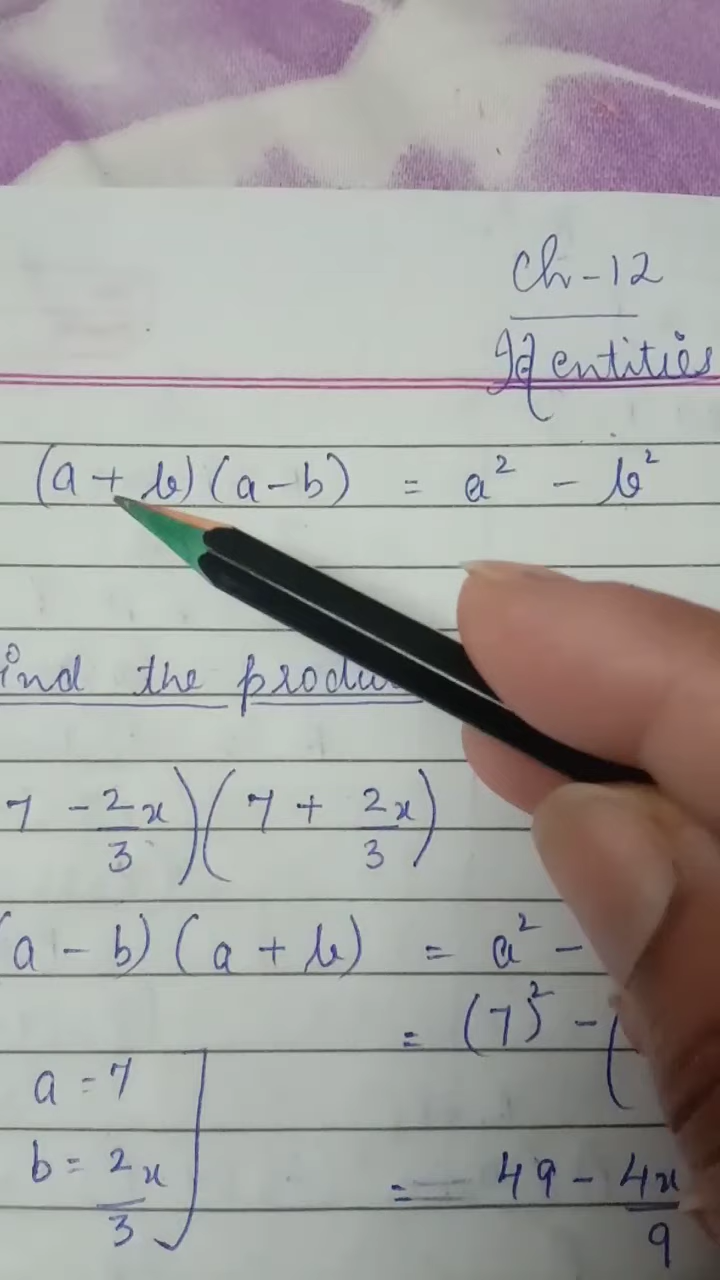 Ch-12
Identities
(a + b) (a - b) = a² - b²
ind the produc
7 - 2x/3) (7 + 2x/3)
(a - b) (a + b) = a² -
= (7)² - (
a = 7
b = 2x/3
= 49 - 4x/9